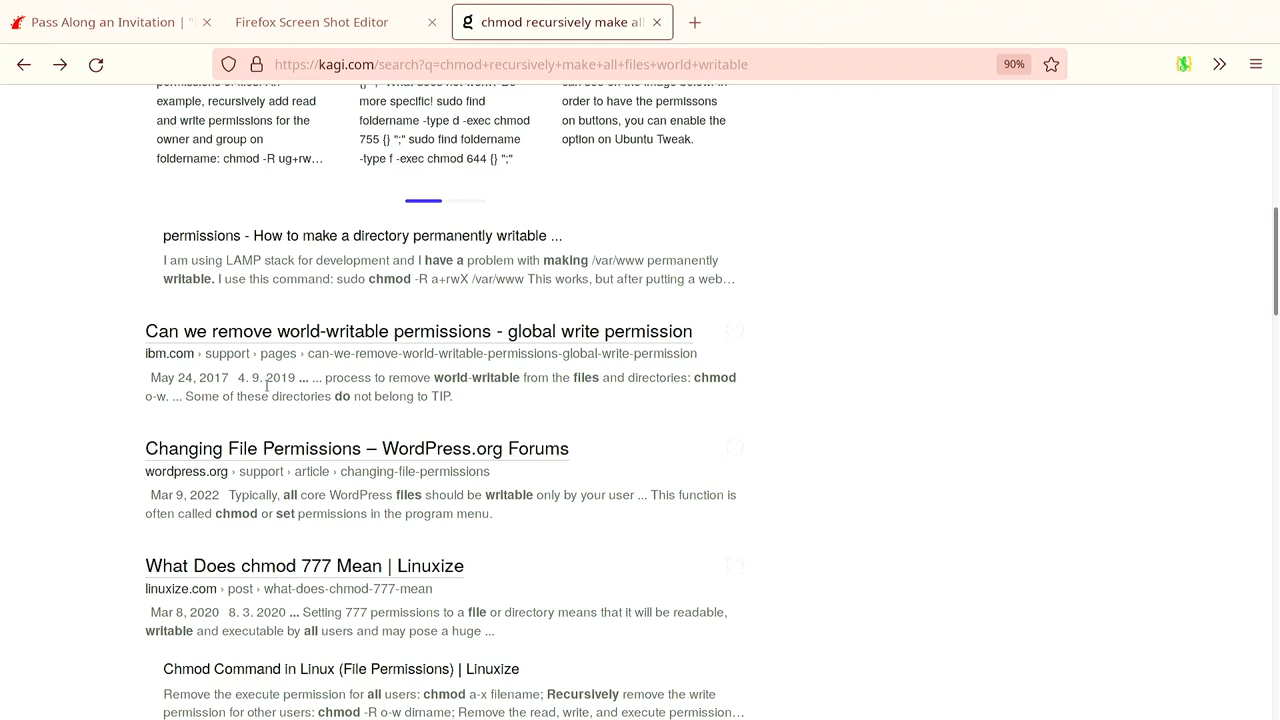 Pass Along an Invitation | "
Firefox Screen Shot Editor
chmod recursively make al
https://kagi.com/search?q=chmod+recursively+make+all+files+world+writable
90%
example, recursively add read
and write permissions for the
owner and group on
foldername: chmod -R ug+rw…
more specific! sudo find
foldername -type d -exec chmod
755 {} ";" sudo find foldername
-type f -exec chmod 644 {} ";"
order to have the permissons
on buttons, you can enable the
option on Ubuntu Tweak.
permissions - How to make a directory permanently writable ...
I am using LAMP stack for development and I have a problem with making /var/www permanently
writable. I use this command: sudo chmod -R a+rwX /var/www This works, but after putting a web…
Can we remove world-writable permissions - global write permission
ibm.com › support › pages › can-we-remove-world-writable-permissions-global-write-permission
May 24, 2017 4. 9. 2019 ... ... process to remove world-writable from the files and directories: chmod
o-w. ... Some of these directories do not belong to TIP.
Changing File Permissions – WordPress.org Forums
wordpress.org › support › article › changing-file-permissions
Mar 9, 2022 Typically, all core WordPress files should be writable only by your user ... This function is
often called chmod or set permissions in the program menu.
What Does chmod 777 Mean | Linuxize
linuxize.com › post › what-does-chmod-777-mean
Mar 8, 2020 8. 3. 2020 ... Setting 777 permissions to a file or directory means that it will be readable,
writable and executable by all users and may pose a huge ...
Chmod Command in Linux (File Permissions) | Linuxize
Remove the execute permission for all users: chmod a-x filename; Recursively remove the write
permission for other users: chmod -R o-w dirname; Remove the read, write, and execute permission…